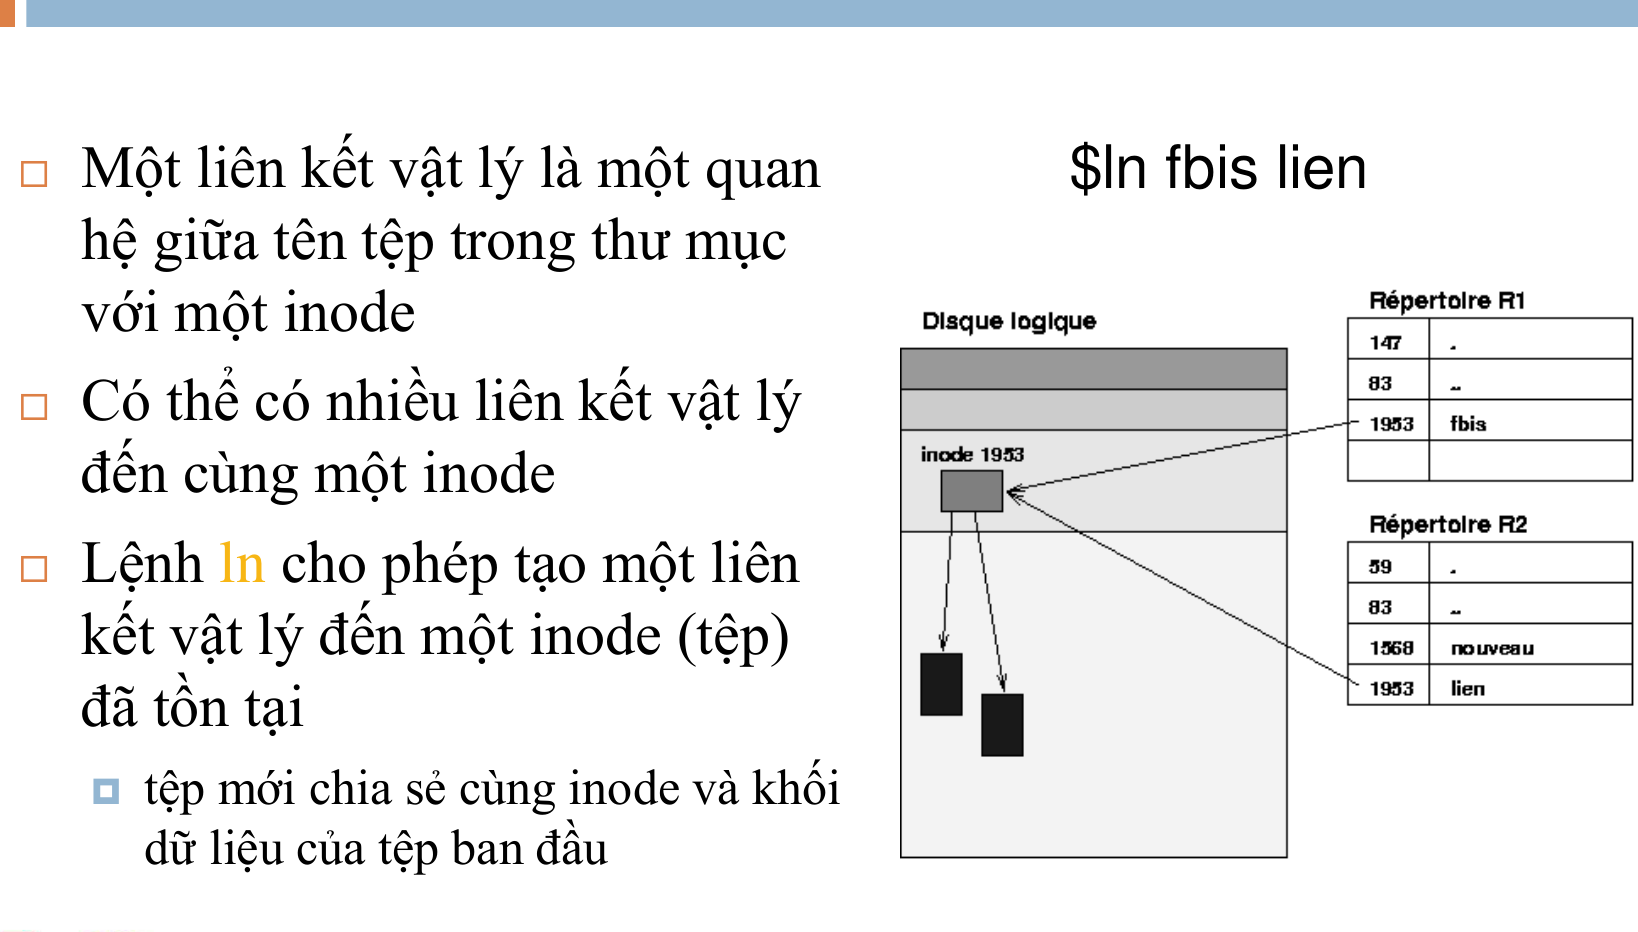 Một liên kết vật lý là một quan
hệ giữa tên tệp trong thư mục
với một inode
Có thể có nhiều liên kết vật lý
đến cùng một inode
Lệnh ln cho phép tạo một liên
kết vật lý đến một inode (tệp)
đã tồn tại
tệp mới chia sẻ cùng inode và khối
dữ liệu của tệp ban đầu
$ln fbis lien
Disque logique
inode 1953
Répertoire R1
147 .
83 ..
1953 fbis
Répertoire R2
59 .
83 ..
1568 nouveau
1953 lien